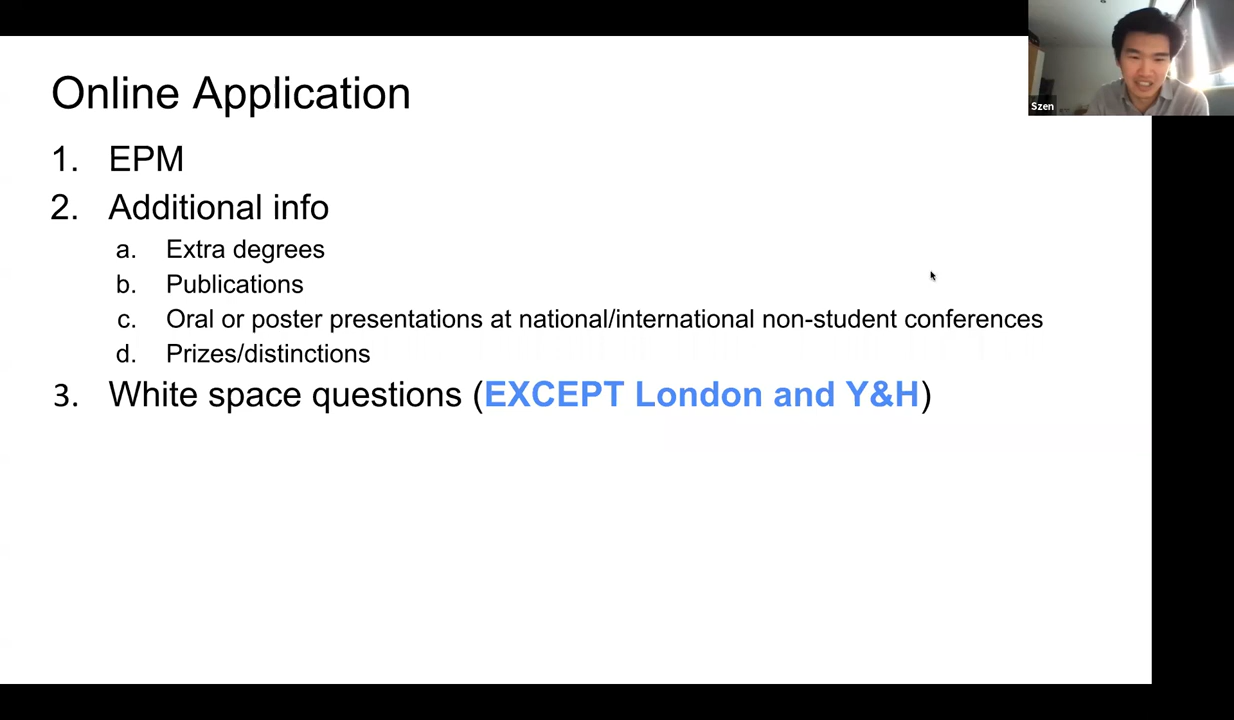 Online Application
1. EPM
2. Additional info
a. Extra degrees
b. Publications
c. Oral or poster presentations at national/international non-student conferences
d. Prizes/distinctions
3. White space questions (EXCEPT London and Y&H)
Szen